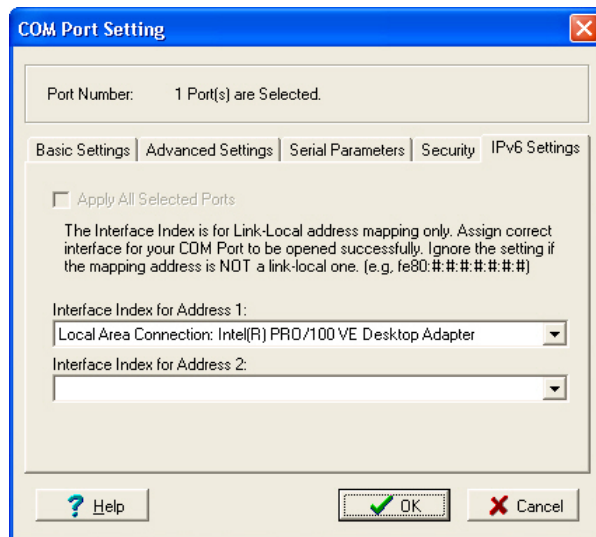 COM Port Setting
Port Number: 1 Port(s) are Selected.
Basic Settings Advanced Settings Serial Parameters Security IPv6 Settings
Apply All Selected Ports
The Interface Index is for Link-Local address mapping only. Assign correct
interface for your COM Port to be opened successfully. Ignore the setting if
the mapping address is NOT a link-local one. (e.g, fe80:#:#:#:#:#:#:#)
Interface Index for Address 1:
Local Area Connection: Intel(R) PRO/100 VE Desktop Adapter
Interface Index for Address 2:
? Help OK Cancel